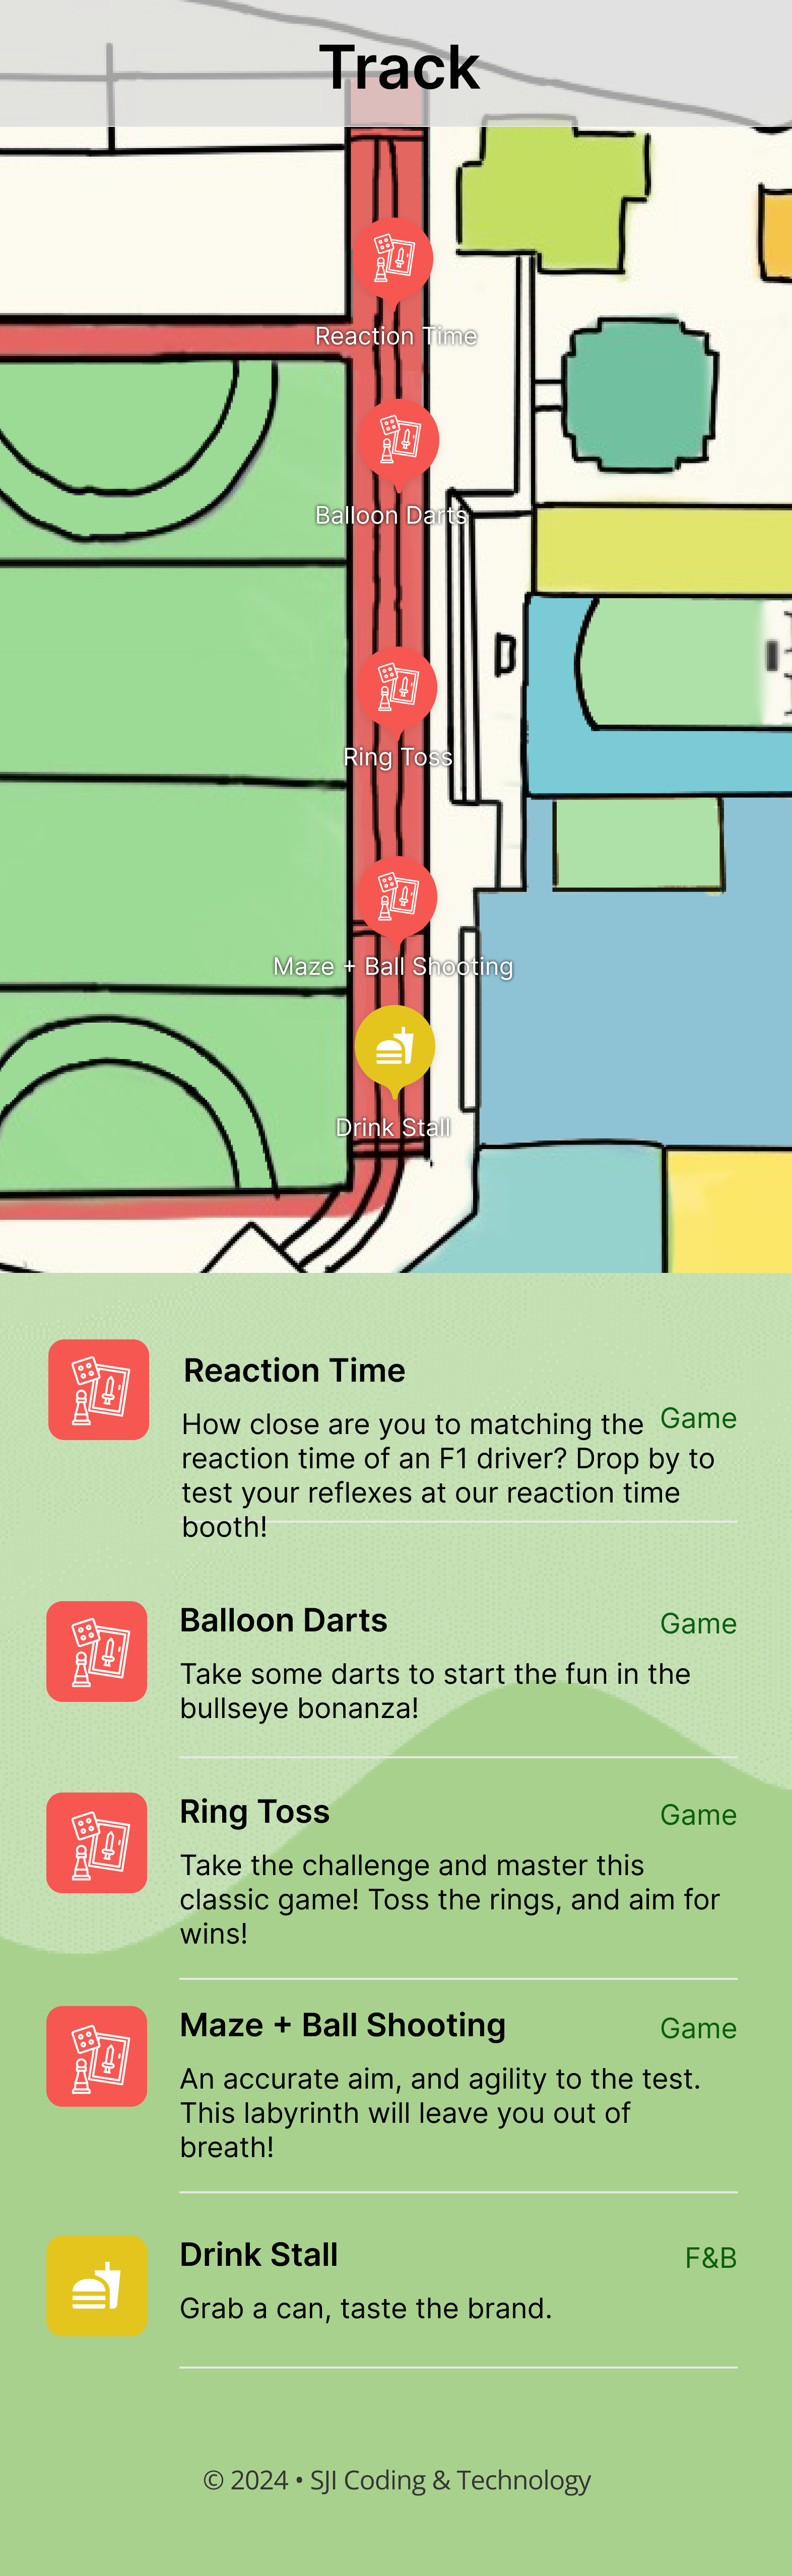 Track
Reaction Time
Balloon Darts
Ring Toss
Maze + Ball Shooting
Drink Stall
Reaction Time
Game
How close are you to matching the
reaction time of an F1 driver? Drop by to
test your reflexes at our reaction time
booth!
Balloon Darts
Game
Take some darts to start the fun in the
bullseye bonanza!
Ring Toss
Game
Take the challenge and master this
classic game! Toss the rings, and aim for
wins!
Maze + Ball Shooting
Game
An accurate aim, and agility to the test.
This labyrinth will leave you out of
breath!
Drink Stall
F&B
Grab a can, taste the brand.
© 2024 • SJI Coding & Technology